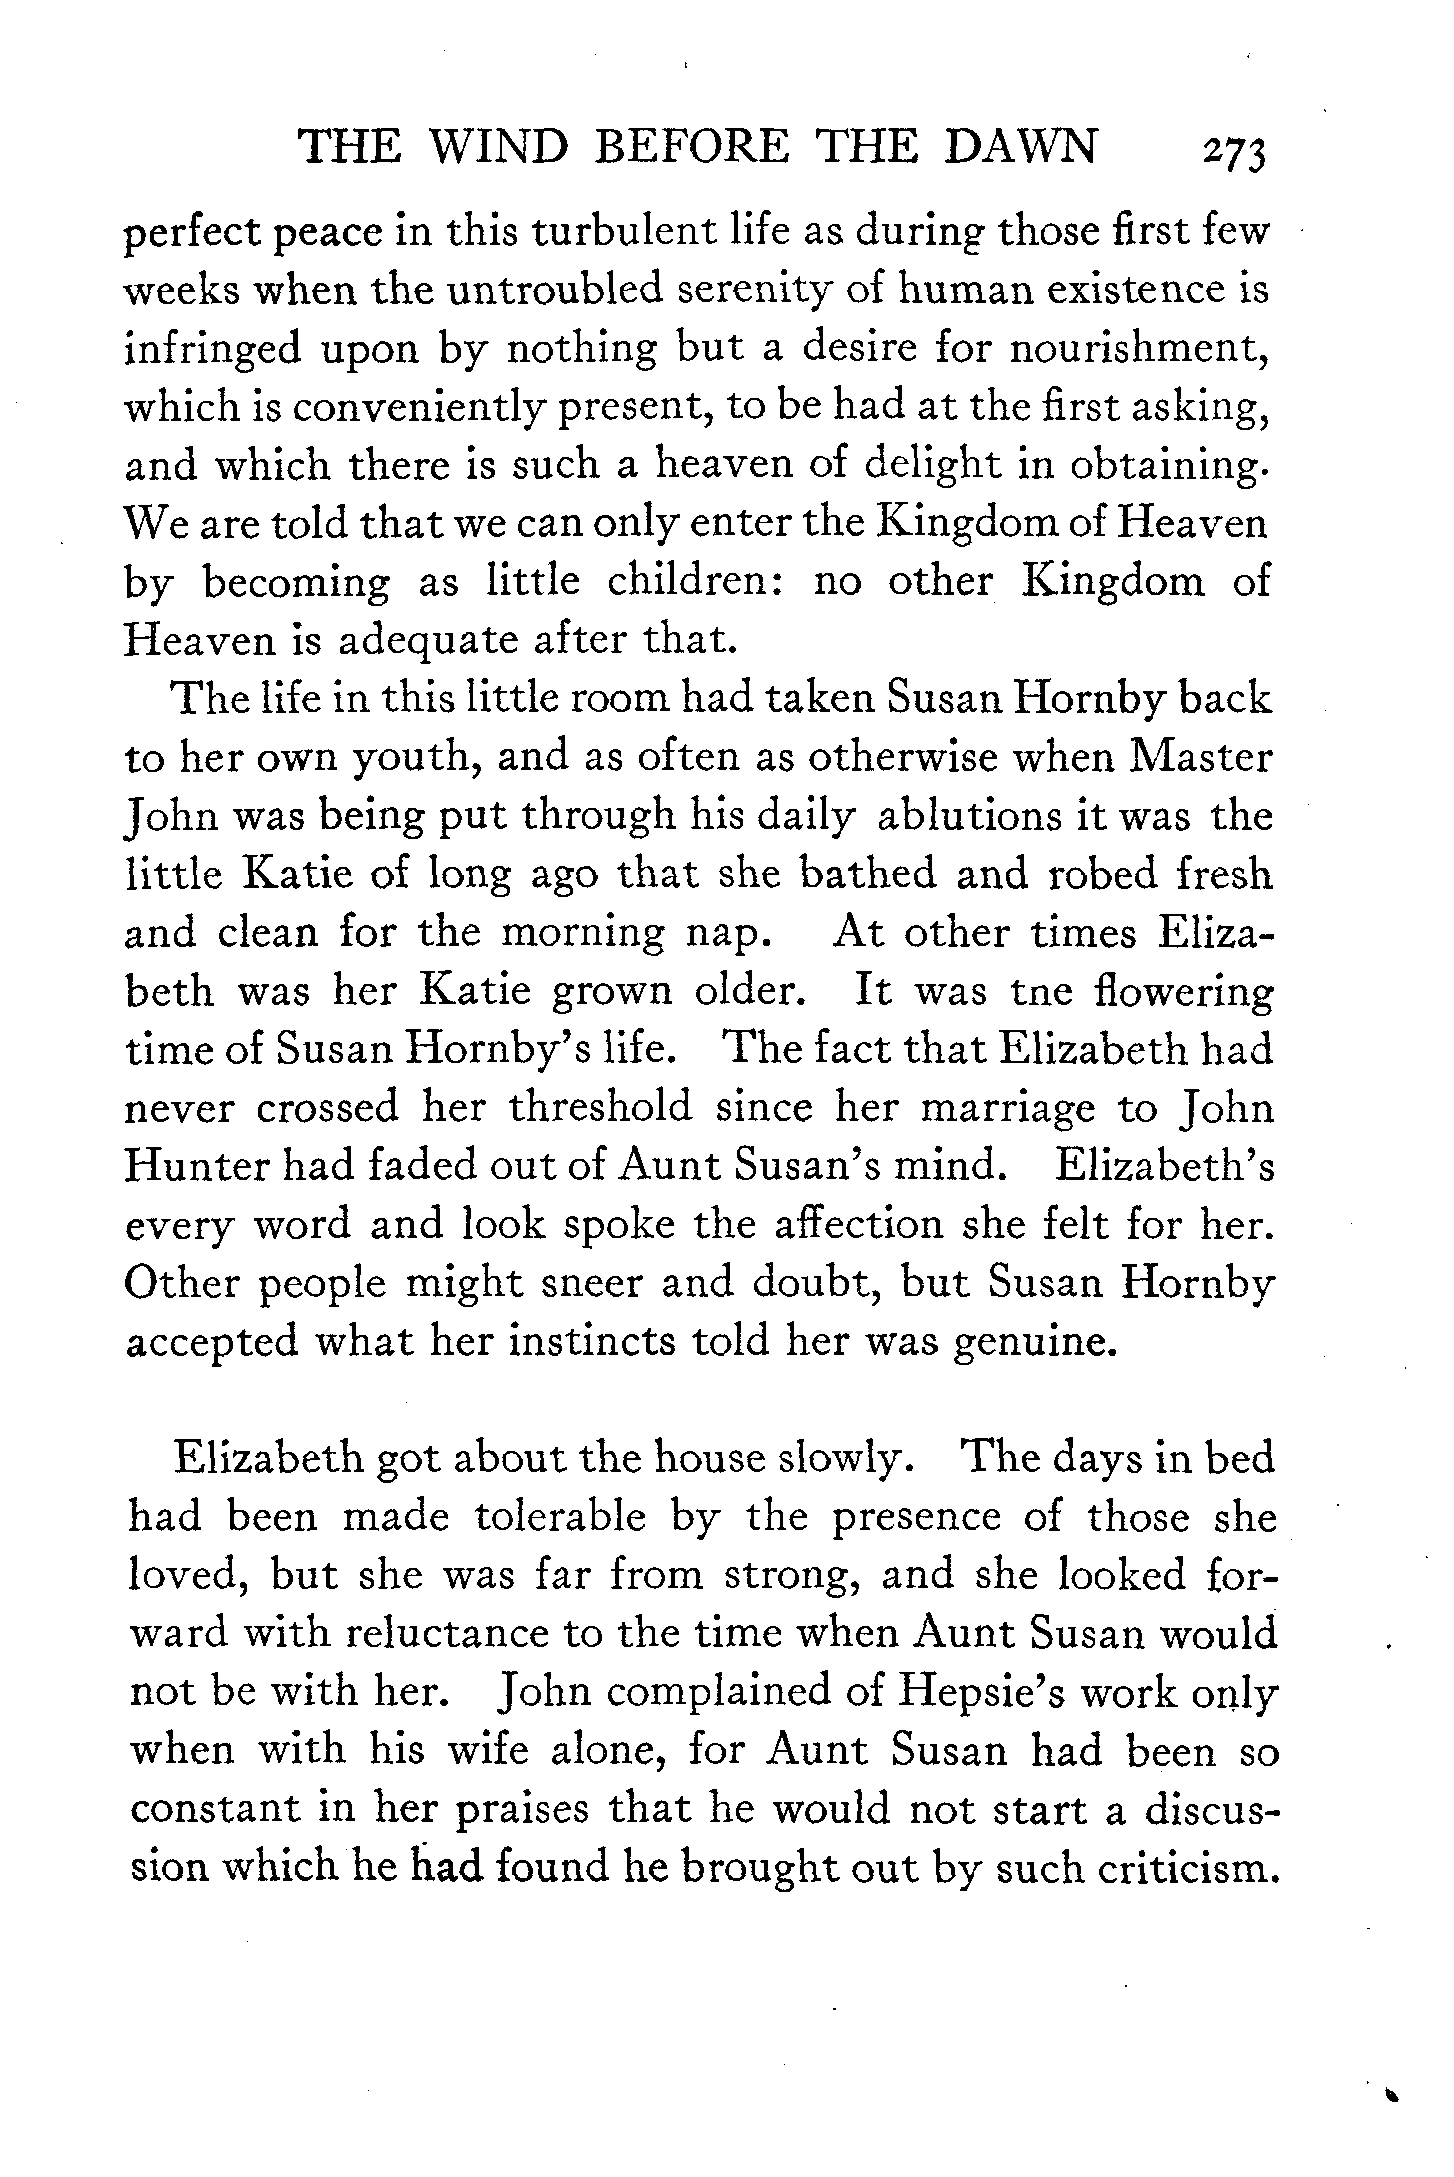 THE WIND BEFORE THE DAWN 273
perfect peace in this turbulent life as during those first few
weeks when the untroubled serenity of human existence is
infringed upon by nothing but a desire for nourishment,
which is conveniently present, to be had at the first asking,
and which there is such a heaven of delight in obtaining.
We are told that we can only enter the Kingdom of Heaven
by becoming as little children: no other Kingdom of
Heaven is adequate after that.
The life in this little room had taken Susan Hornby back
to her own youth, and as often as otherwise when Master
John was being put through his daily ablutions it was the
little Katie of long ago that she bathed and robed fresh
and clean for the morning nap. At other times Eliza-
beth was her Katie grown older. It was tne flowering
time of Susan Hornby's life. The fact that Elizabeth had
never crossed her threshold since her marriage to John
Hunter had faded out of Aunt Susan's mind. Elizabeth's
every word and look spoke the affection she felt for her.
Other people might sneer and doubt, but Susan Hornby
accepted what her instincts told her was genuine.
Elizabeth got about the house slowly. The days in bed
had been made tolerable by the presence of those she
loved, but she was far from strong, and she looked for-
ward with reluctance to the time when Aunt Susan would
not be with her. John complained of Hepsie's work only
when with his wife alone, for Aunt Susan had been so
constant in her praises that he would not start a discus-
sion which he had found he brought out by such criticism.